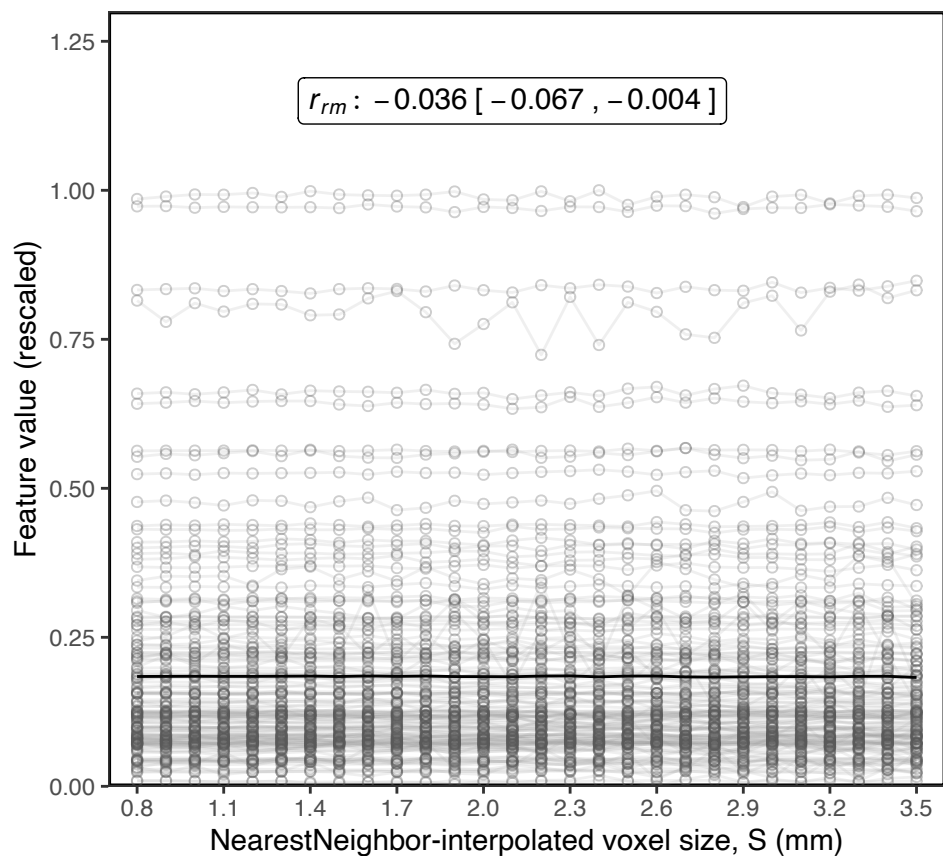 1.25
r_rm : −0.036 [ −0.067 , −0.004 ]
1.00
0.75
0.50
0.25
0.00
Feature value (rescaled)
0.8 1.1 1.4 1.7 2.0 2.3 2.6 2.9 3.2 3.5
NearestNeighbor-interpolated voxel size, S (mm)